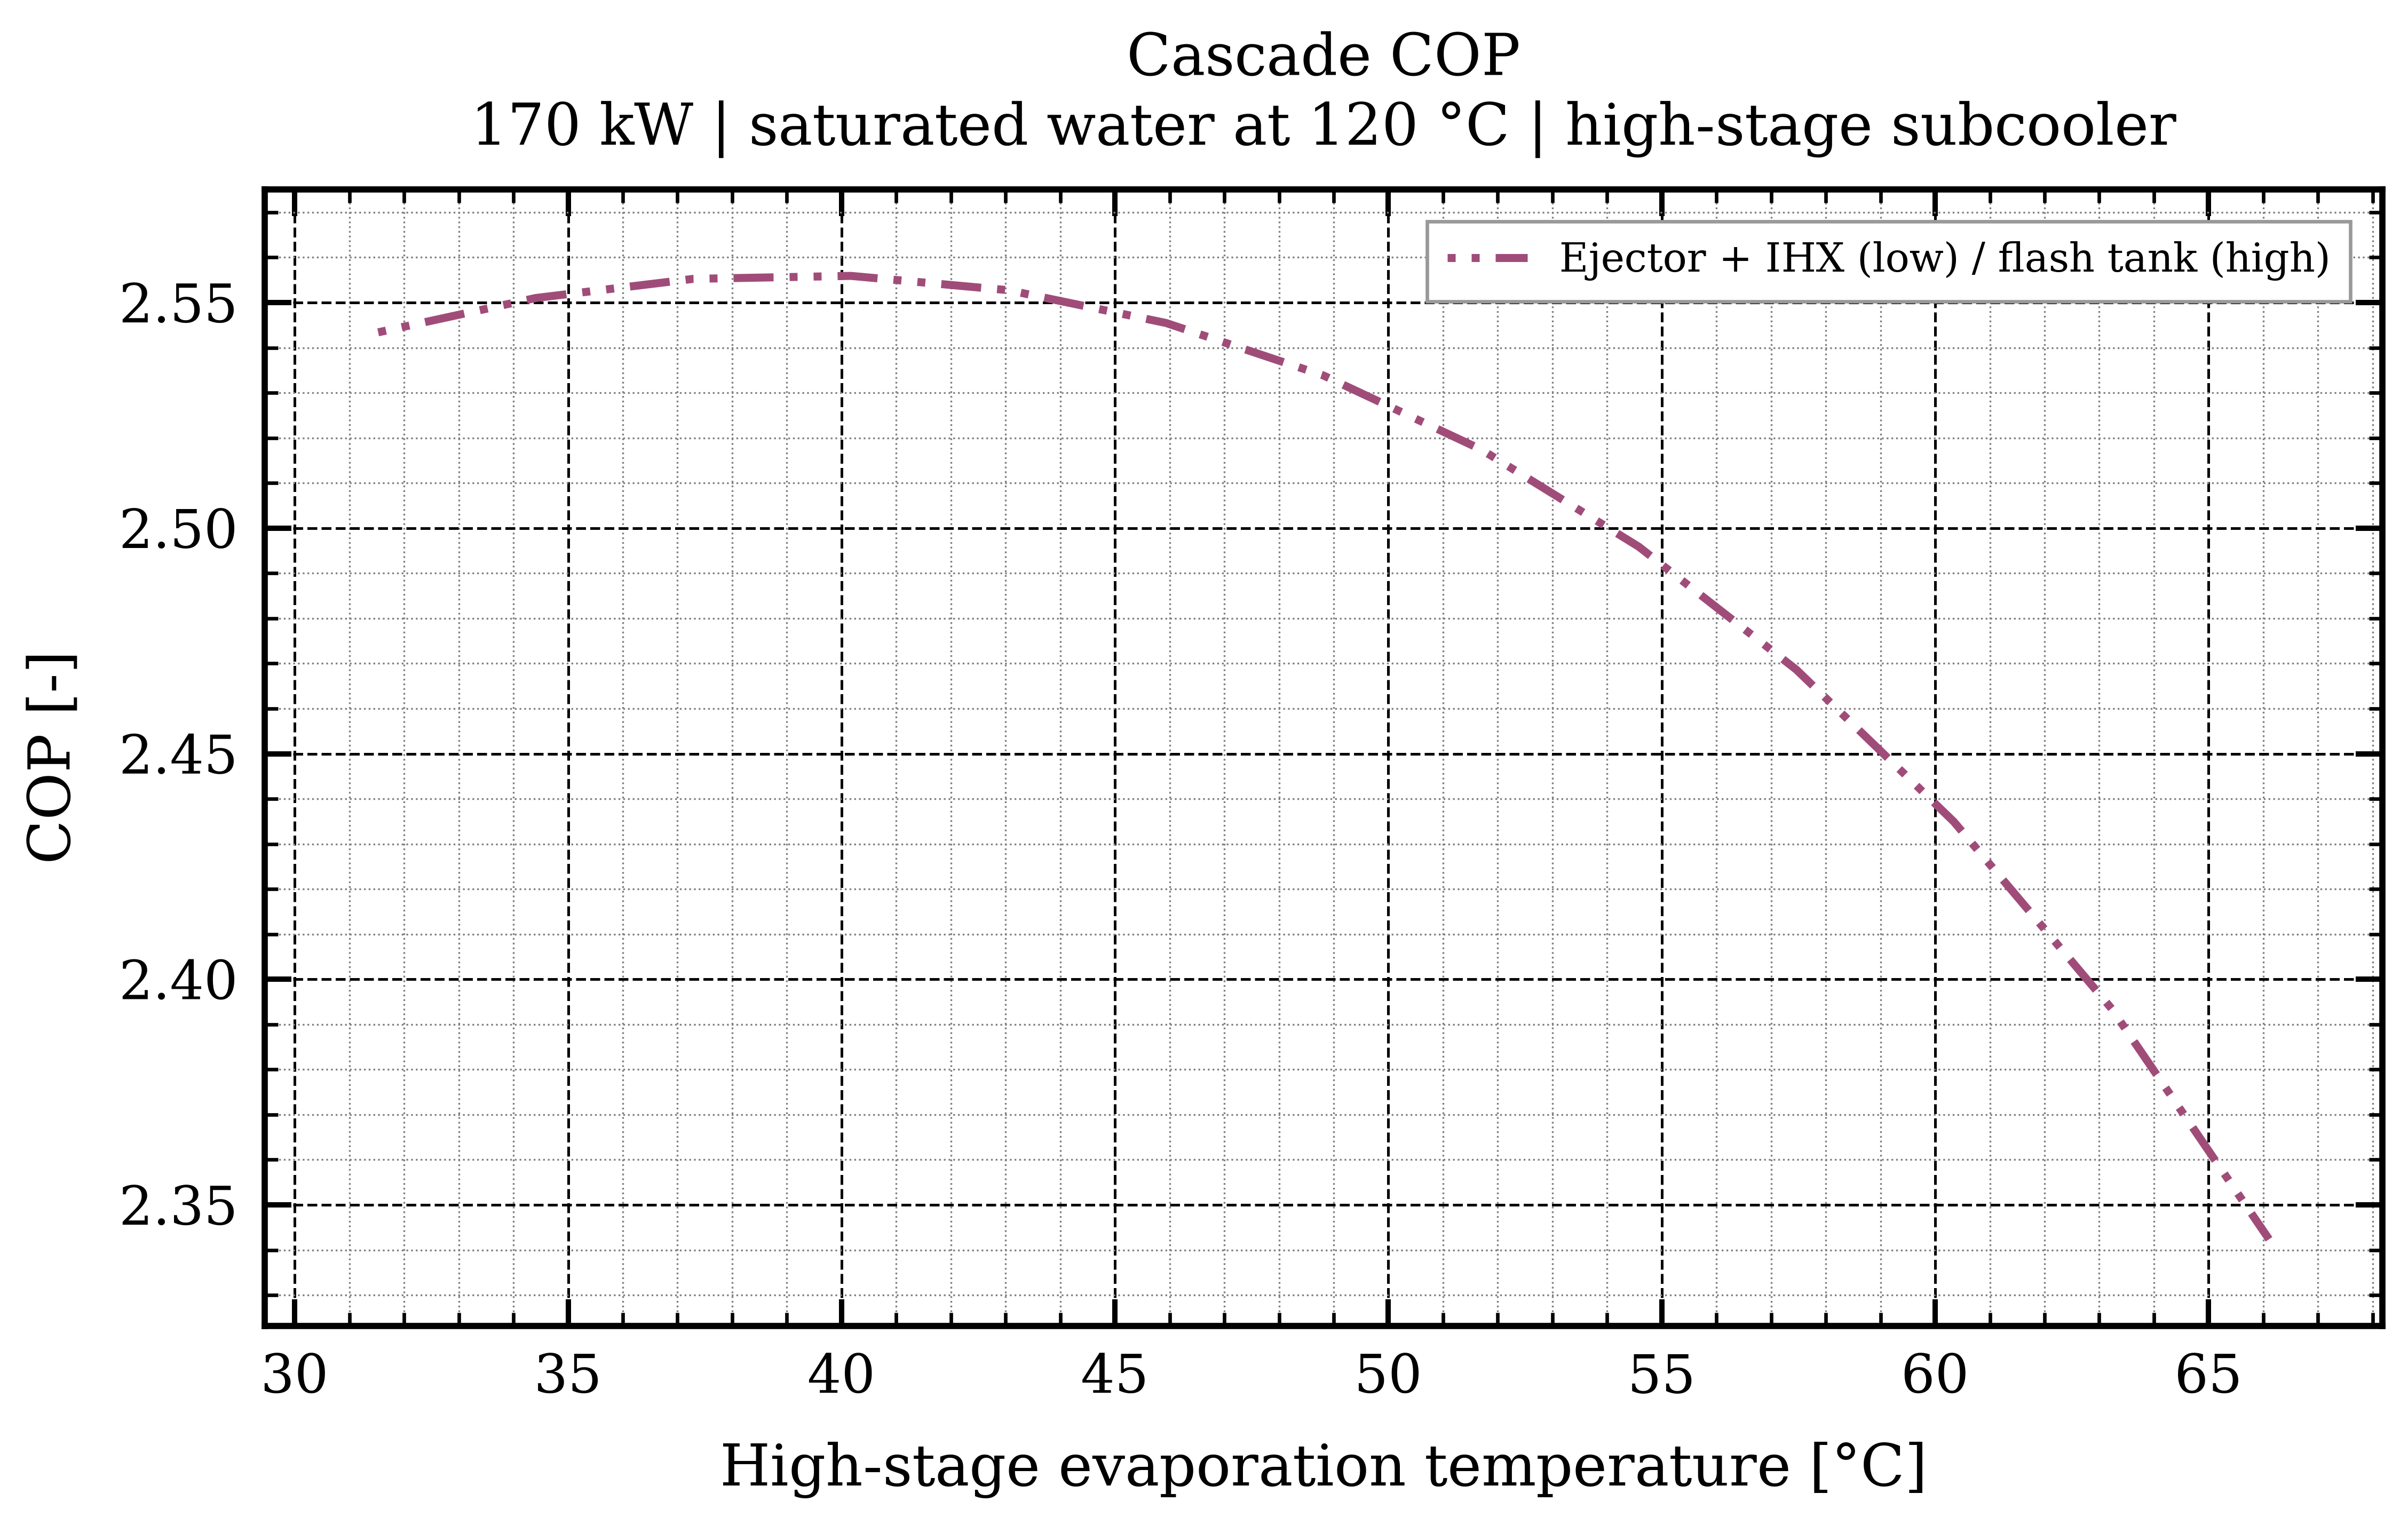 Cascade COP
170 kW | saturated water at 120 °C | high-stage subcooler
Ejector + IHX (low) / flash tank (high)
COP [-]
2.55
2.50
2.45
2.40
2.35
30 35 40 45 50 55 60 65
High-stage evaporation temperature [°C]